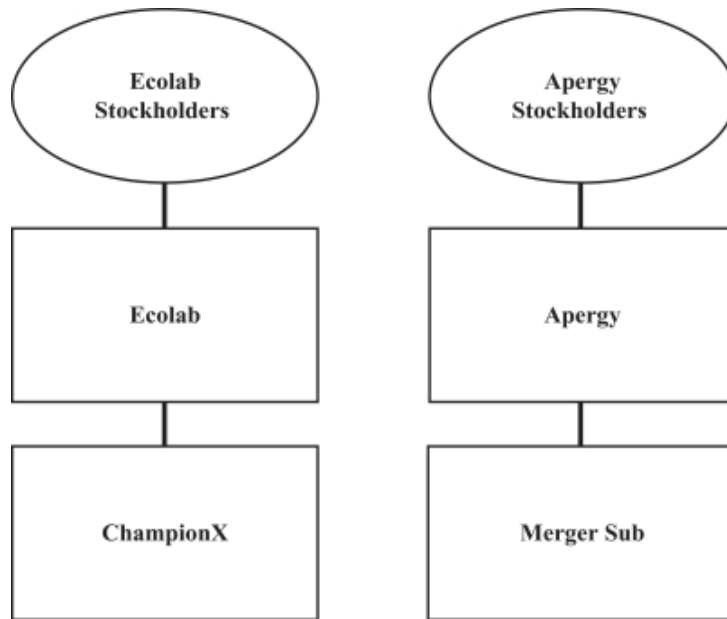 Ecolab
Stockholders
Apergy
Stockholders
Ecolab
Apergy
ChampionX
Merger Sub